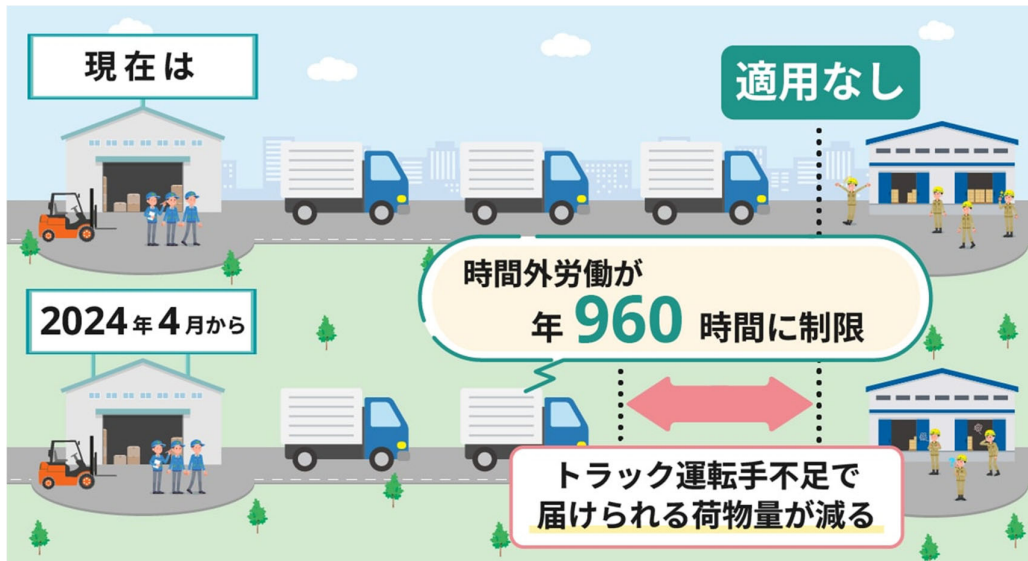 現在は
適用なし
時間外労働が
年 960 時間に制限
2024年4月から
トラック運転手不足で
届けられる荷物量が減る